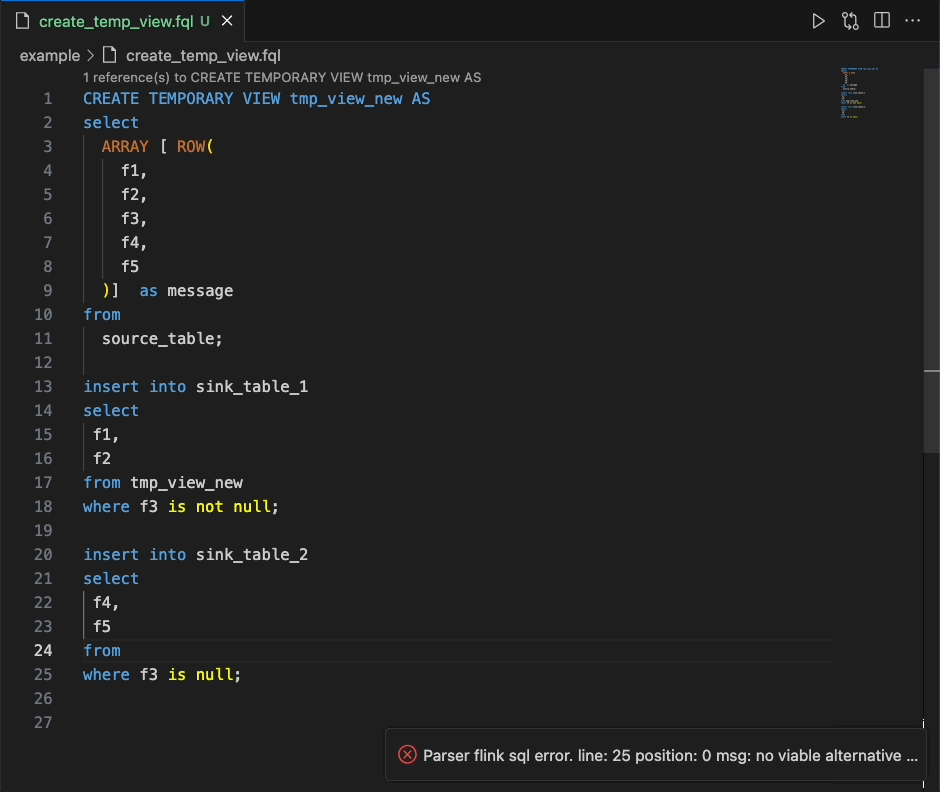 create_temp_view.fql U
example > create_temp_view.fql
1 reference(s) to CREATE TEMPORARY VIEW tmp_view_new AS
1 CREATE TEMPORARY VIEW tmp_view_new AS
2 select
3 ARRAY [ ROW(
4 f1,
5 f2,
6 f3,
7 f4,
8 f5
9 )] as message
10 from
11 source_table;
12
13 insert into sink_table_1
14 select
15 f1,
16 f2
17 from tmp_view_new
18 where f3 is not null;
19
20 insert into sink_table_2
21 select
22 f4,
23 f5
24 from
25 where f3 is null;
26
27
Parser flink sql error. line: 25 position: 0 msg: no viable alternative ...